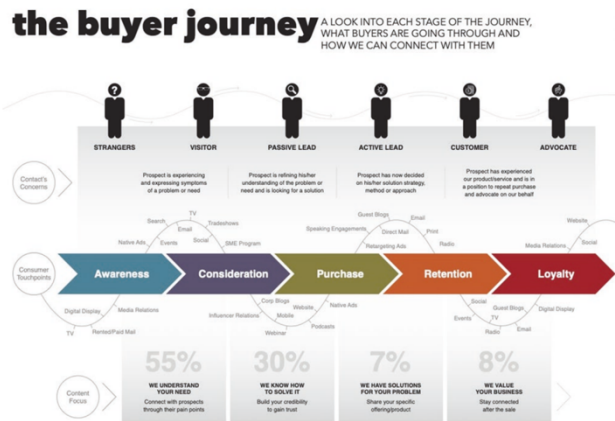 the buyer journey
A LOOK INTO EACH STAGE OF THE JOURNEY,
WHAT BUYERS ARE GOING THROUGH AND
HOW WE CAN CONNECT WITH THEM
?
STRANGERS
VISITOR
PASSIVE LEAD
ACTIVE LEAD
CUSTOMER
ADVOCATE
Contact's
Concerns
Prospect is experiencing
and expressing symptoms
of a problem or need
Prospect is refining his/her
understanding of the problem
or need and is looking for a solution
Prospect has now decided
on his/her solution strategy,
method or approach
Prospect has experienced
our product/service and is in
a position to repeat purchase
and advocate on our behalf
Native Ads
Search
Events
Email
TV
Social
Tradeshows
SME Program
Speaking Engagements
Guest Blogs
Direct Mail
Retargeting Ads
Email
Print
Radio
Media Relations
Website
Social
Consumer
Touchpoints
Awareness
Consideration
Purchase
Retention
Loyalty
Digital Display
TV
Rented/Paid Mail
Media Relations
Influencer Relations
Corp Blogs
Webinar
Mobile
Website
Podcasts
Native Ads
Events
Social
Radio
TV
Guest Blogs
Email
Digital Display
Content
Focus
55%
WE UNDERSTAND
YOUR NEED
Connect with prospects
through their pain points
30%
WE KNOW HOW
TO SOLVE IT
Build your credibility
to gain trust
7%
WE HAVE SOLUTIONS
FOR YOUR PROBLEM
Share your specific
offering/product
8%
WE VALUE
YOUR BUSINESS
Stay connected
after the sale